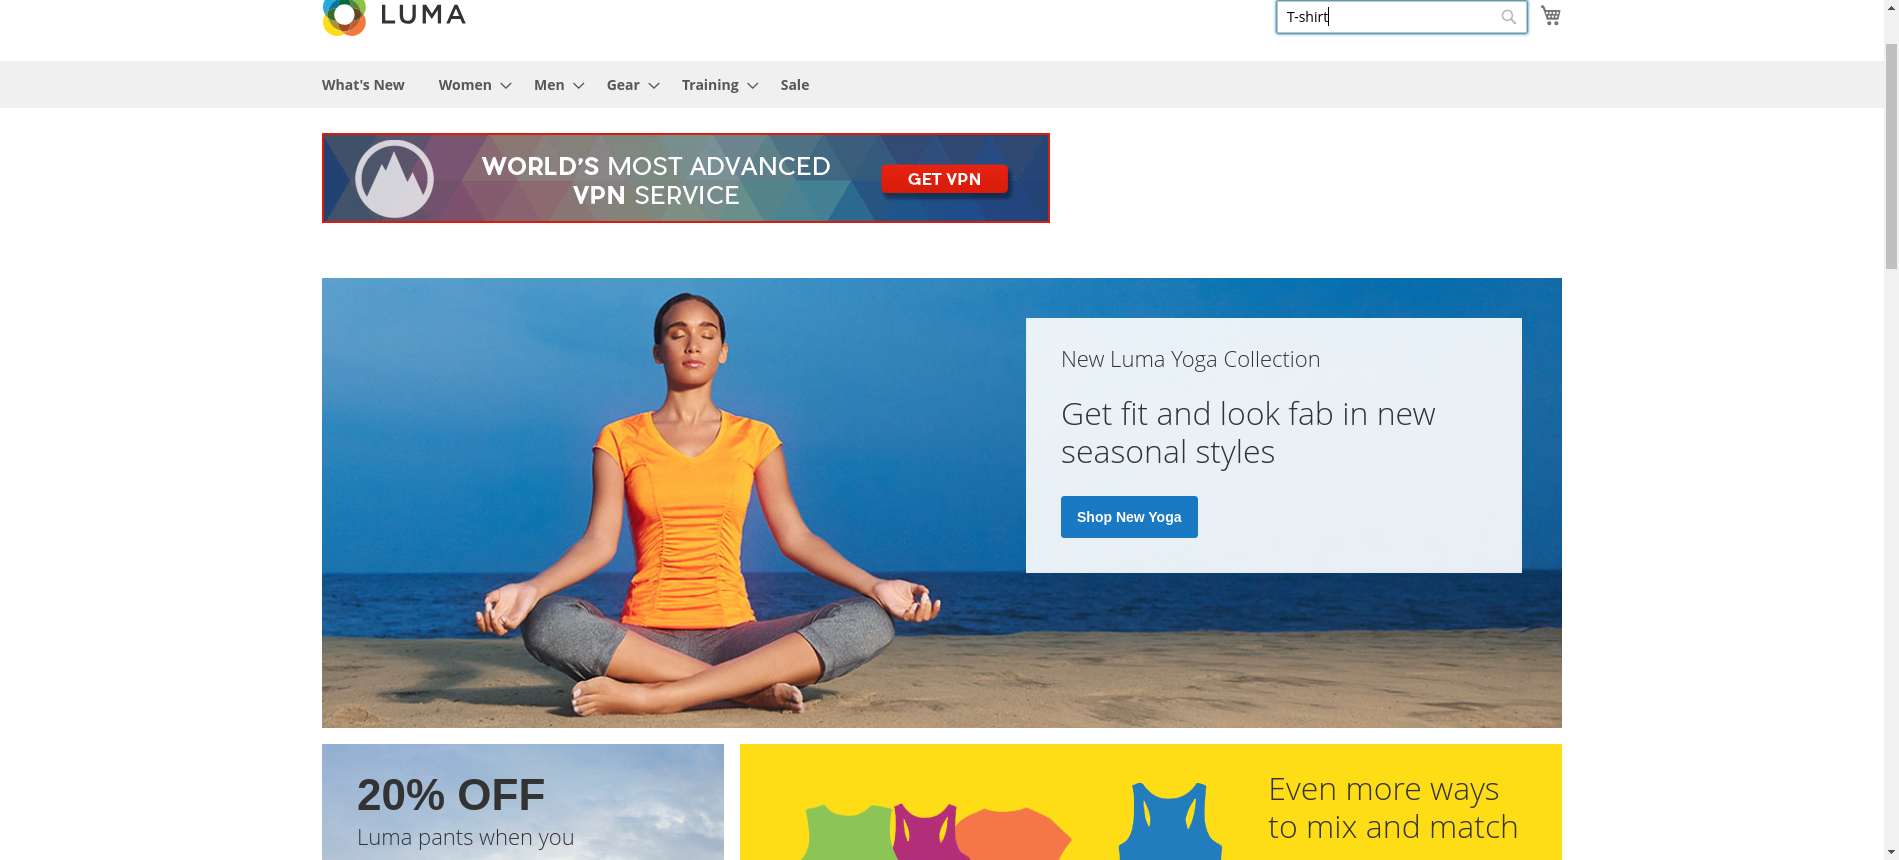 LUMA
T-shirt
What's New Women Men Gear Training Sale
WORLD'S MOST ADVANCED
VPN SERVICE
GET VPN
New Luma Yoga Collection
Get fit and look fab in new
seasonal styles
Shop New Yoga
20% OFF
Luma pants when you
Even more ways
to mix and match